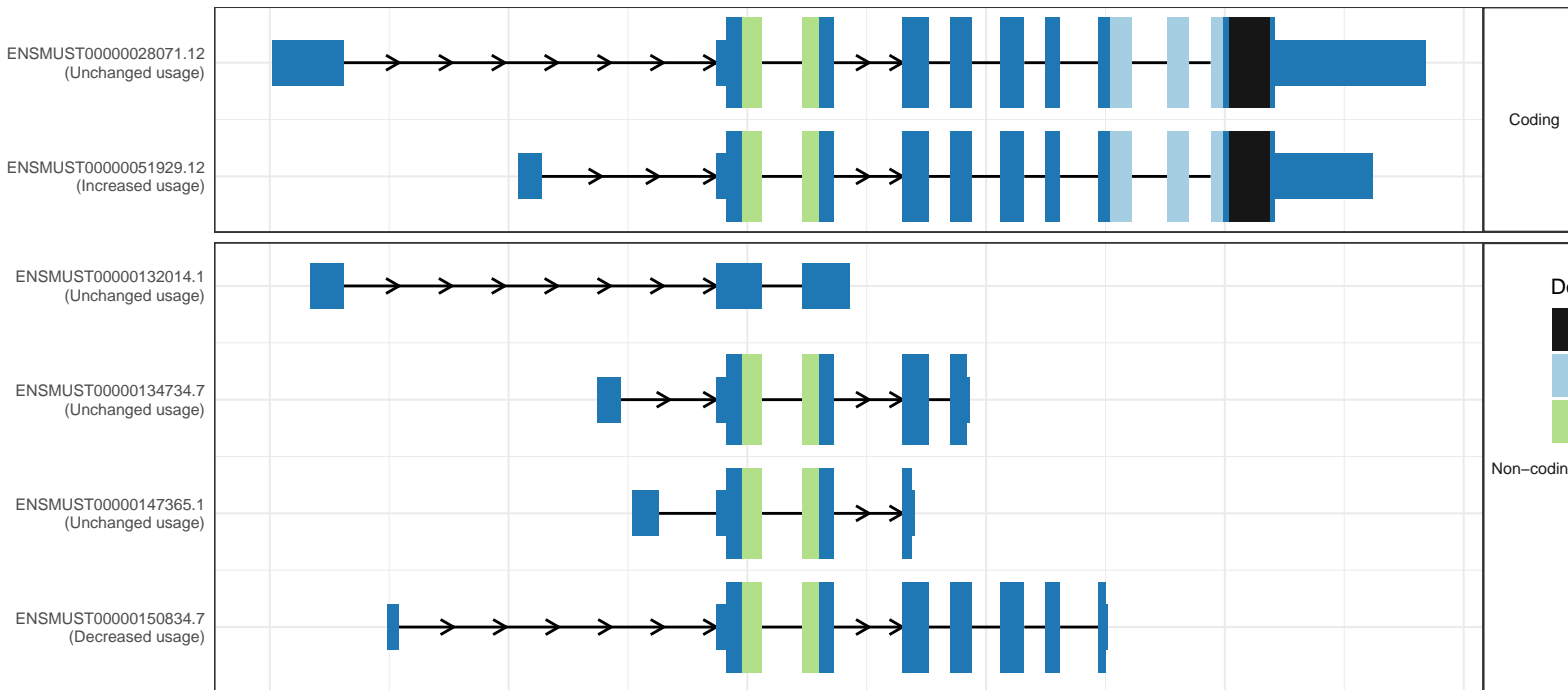 ENSMUST00000028071.12
(Unchanged usage)
Coding
ENSMUST00000051929.12
(Increased usage)
ENSMUST00000132014.1
(Unchanged usage)
ENSMUST00000134734.7
(Unchanged usage)
ENSMUST00000147365.1
(Unchanged usage)
ENSMUST00000150834.7
(Decreased usage)